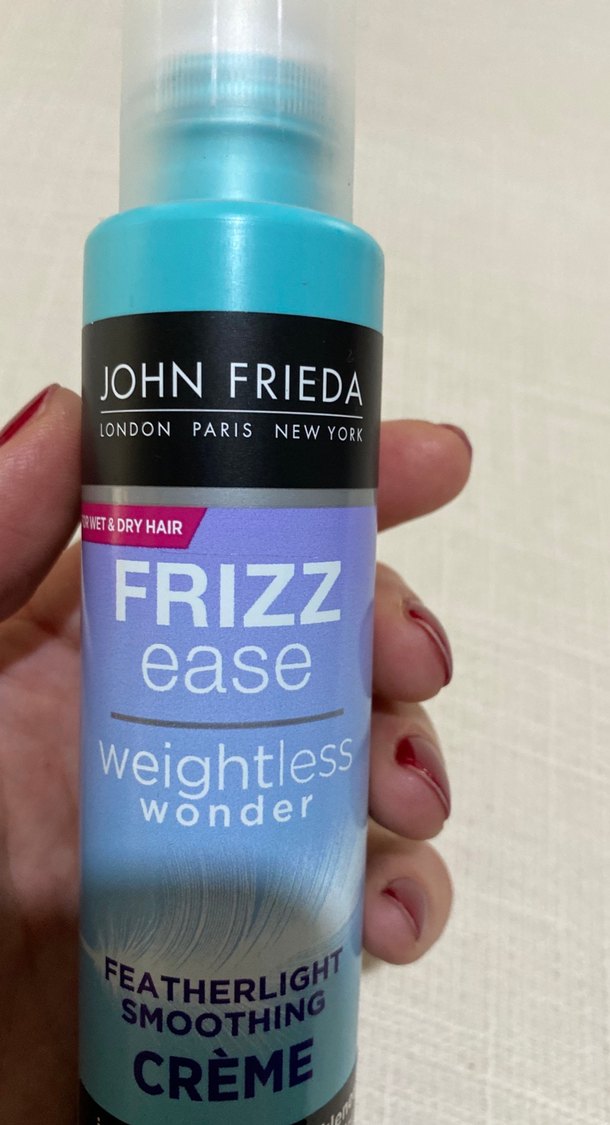 JOHN FRIEDA
LONDON PARIS NEW YORK
WET & DRY HAIR
FRIZZ
ease
weightless
wonder
FEATHERLIGHT
SMOOTHING
CRÈME